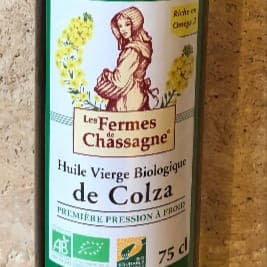 Riche en
Oméga 3
Les Fermes
de
Chassagne
Huile Vierge Biologique
de Colza
PREMIÈRE PRESSION À FROID
AB
75 cl